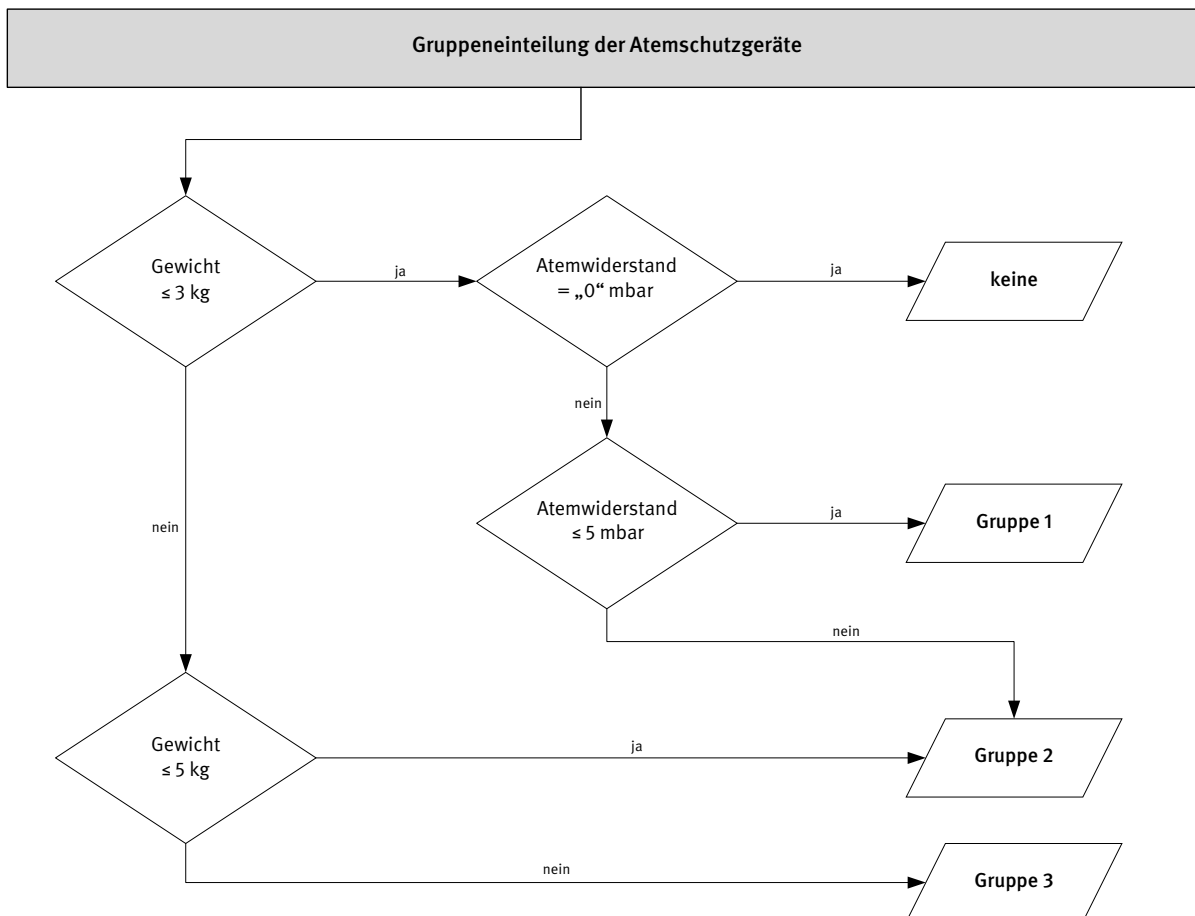 Gruppeneinteilung der Atemschutzgeräte
Gewicht
≤ 3 kg
ja
Atemwiderstand
= „0“ mbar
ja
keine
nein
Atemwiderstand
≤ 5 mbar
ja
Gruppe 1
nein
nein
Gewicht
≤ 5 kg
ja
Gruppe 2
nein
Gruppe 3